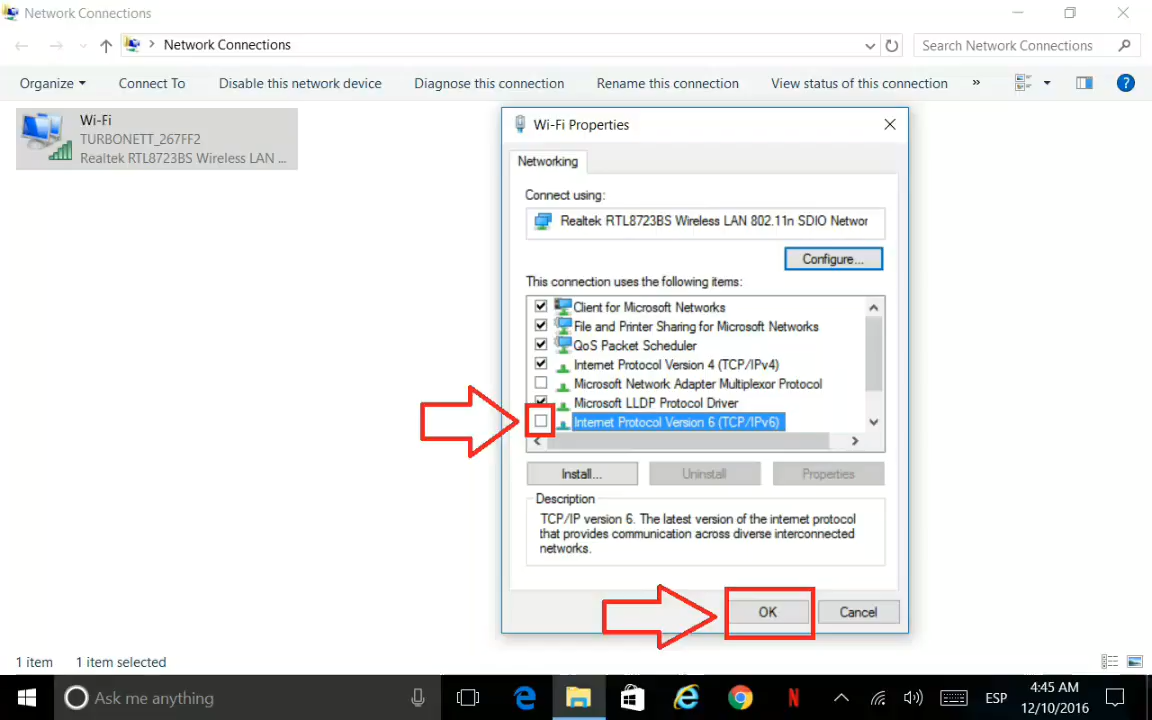 Network Connections
Network Connections
Search Network Connections
Organize
Connect To
Disable this network device
Diagnose this connection
Rename this connection
View status of this connection
»
?
Wi-Fi
TURBONETT_267FF2
Realtek RTL8723BS Wireless LAN ...
Wi-Fi Properties
Networking
Connect using:
Realtek RTL8723BS Wireless LAN 802.11n SDIO Networ
Configure...
This connection uses the following items:
Client for Microsoft Networks
File and Printer Sharing for Microsoft Networks
QoS Packet Scheduler
Internet Protocol Version 4 (TCP/IPv4)
Microsoft Network Adapter Multiplexor Protocol
Microsoft LLDP Protocol Driver
Internet Protocol Version 6 (TCP/IPv6)
Install...
Uninstall
Properties
Description
TCP/IP version 6. The latest version of the internet protocol
that provides communication across diverse interconnected
networks.
OK
Cancel
1 item
1 item selected
Ask me anything
ESP
4:45 AM
12/10/2016